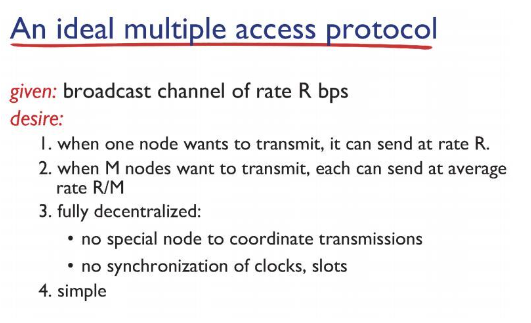 An ideal multiple access protocol
given: broadcast channel of rate R bps
desire:
1. when one node wants to transmit, it can send at rate R.
2. when M nodes want to transmit, each can send at average
rate R/M
3. fully decentralized:
• no special node to coordinate transmissions
• no synchronization of clocks, slots
4. simple